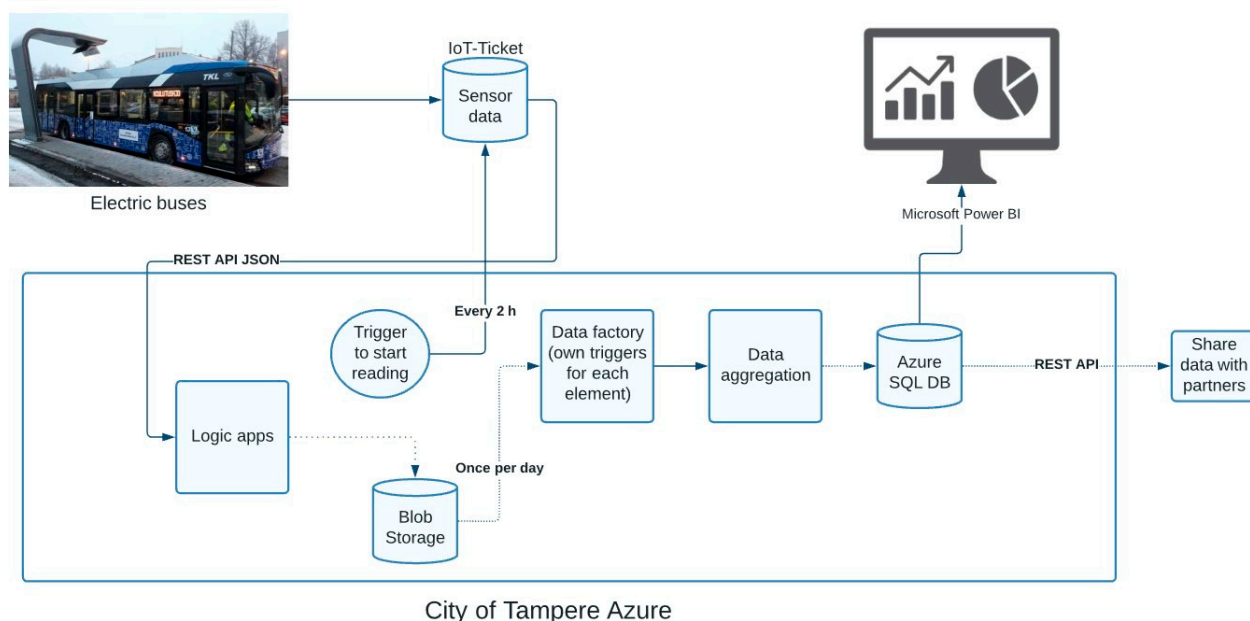 IoT-Ticket
Sensor
data
TKL
Electric buses
Microsoft Power BI
REST API JSON
Every 2 h
Trigger
to start
reading
Data factory
(own triggers
for each
element)
Data
aggregation
Azure
SQL DB
REST API
Share
data with
partners
Logic apps
Once per day
Blob
Storage
City of Tampere Azure